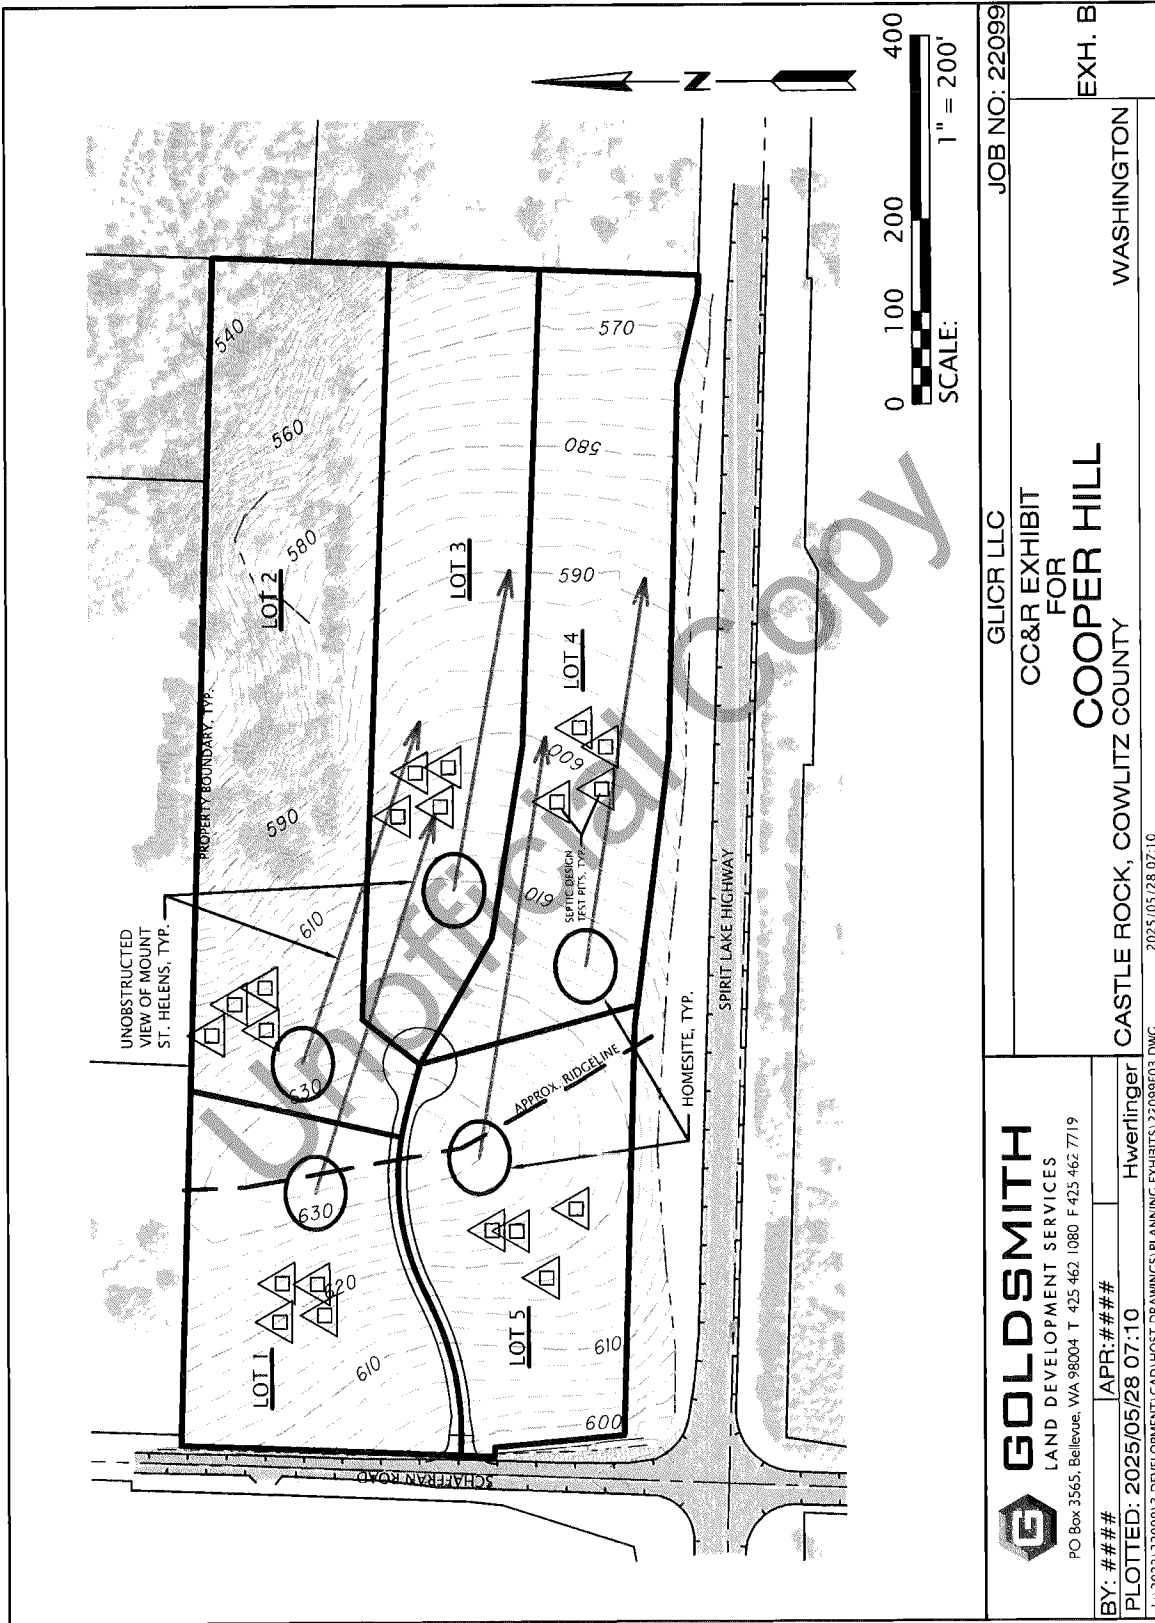 UNOBSTRUCTED
VIEW OF MOUNT
ST. HELENS, TYP.
PROPERTY BOUNDARY, TYP.
LOT 1
LOT 2
LOT 3
LOT 4
LOT 5
610
620
630
630
610
590
580
560
540
600
610
610
600
590
580
570
SEPTIC DESIGN
TEST PITS, TYP.
APPROX. RIDGELINE
HOMESITE, TYP.
SCHAFFRAN ROAD
SPIRIT LAKE HIGHWAY
Unofficial Copy
N
0 100 200 400
SCALE: 1" = 200'
G
GOLDSMITH
LAND DEVELOPMENT SERVICES
PO Box 3565, Bellevue, WA 98004 T 425 462 1080 F 425 462 7719
BY: #### APR:####
PLOTTED: 2025/05/28 07:10 Hwerlinger
GLICR LLC JOB NO: 22099
CC&R EXHIBIT
FOR
COOPER HILL
CASTLE ROCK, COWLITZ COUNTY WASHINGTON
EXH. B
2025/05/28 07:10